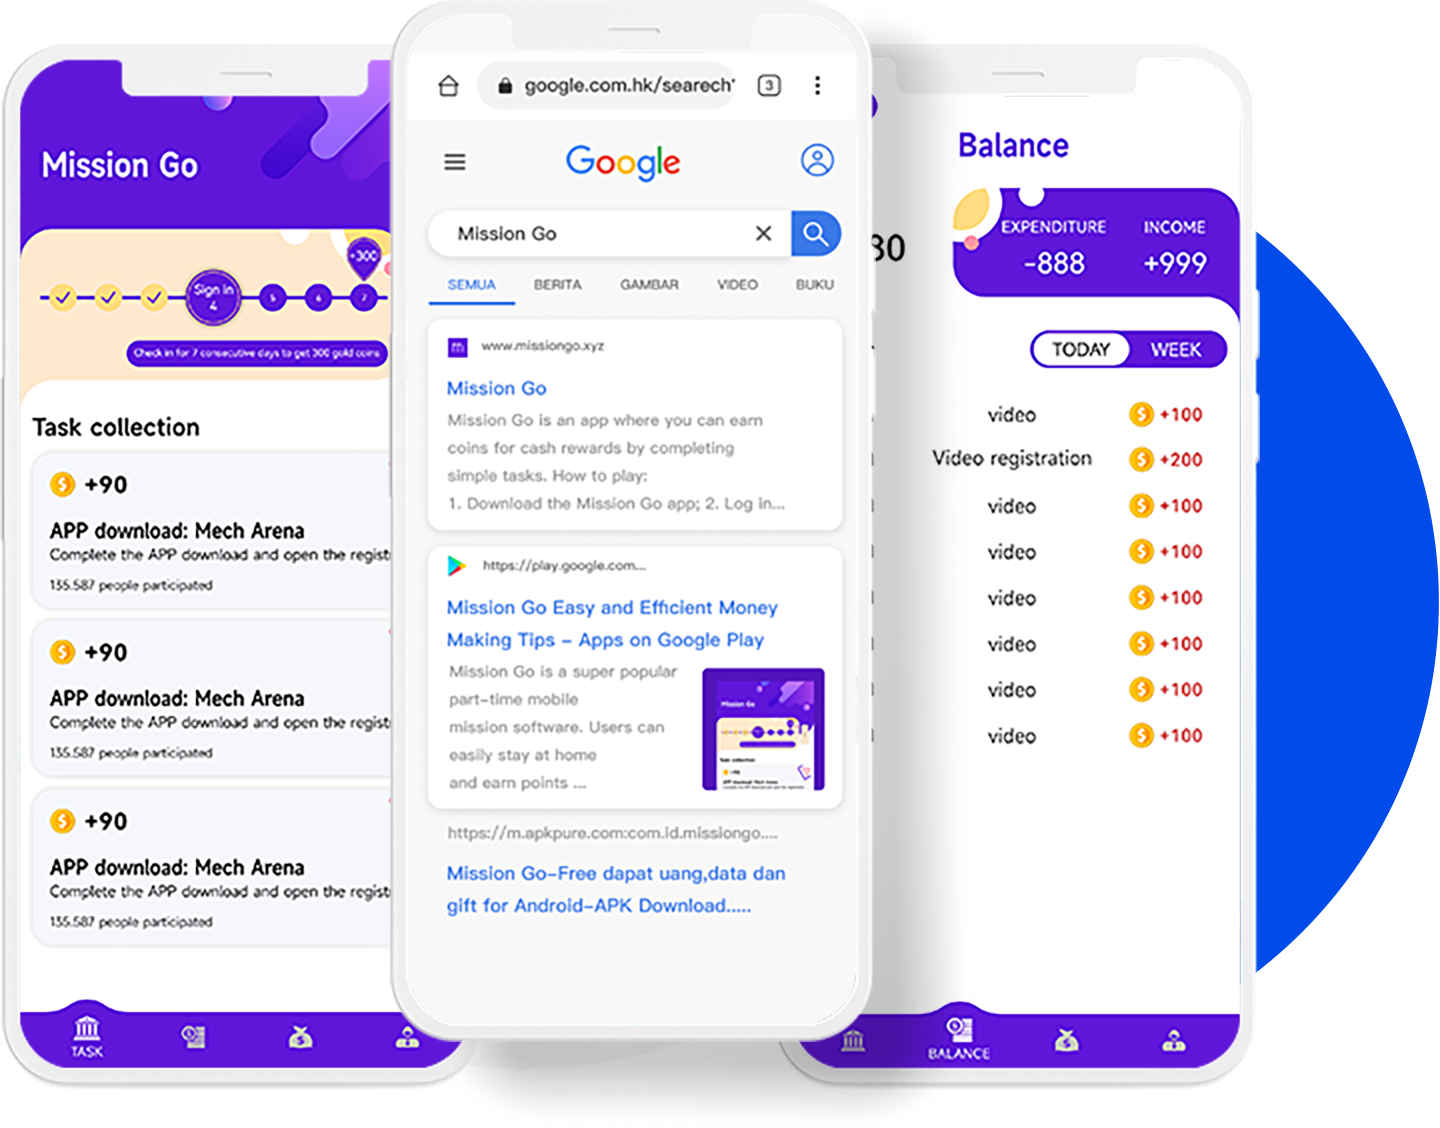 Mission Go
+300
Sign in
4
5
6
7
Check in for 7 consecutive days to get 300 gold coins
Task collection
+90
APP download: Mech Arena
Complete the APP download and open the regist
135.587 people participated
+90
APP download: Mech Arena
Complete the APP download and open the regist
135.587 people participated
+90
APP download: Mech Arena
Complete the APP download and open the regist
135.587 people participated
TASK
google.com.hk/search
3
Google
Mission Go
SEMUA BERITA GAMBAR VIDEO BUKU
www.missiongo.xyz
Mission Go
Mission Go is an app where you can earn
coins for cash rewards by completing
simple tasks. How to play:
1. Download the Mission Go app; 2. Log in...
https://play.google.com...
Mission Go Easy and Efficient Money
Making Tips – Apps on Google Play
Mission Go is a super popular
part-time mobile
mission software. Users can
easily stay at home
and earn points ...
Mission Go
Task collection
+90
https://m.apkpure.com:com.id.missiongo....
Mission Go-Free dapat uang,data dan
gift for Android-APK Download.....
30
Balance
EXPENDITURE INCOME
-888 +999
TODAY WEEK
video +100
Video registration +200
video +100
video +100
video +100
video +100
video +100
video +100
BALANCE